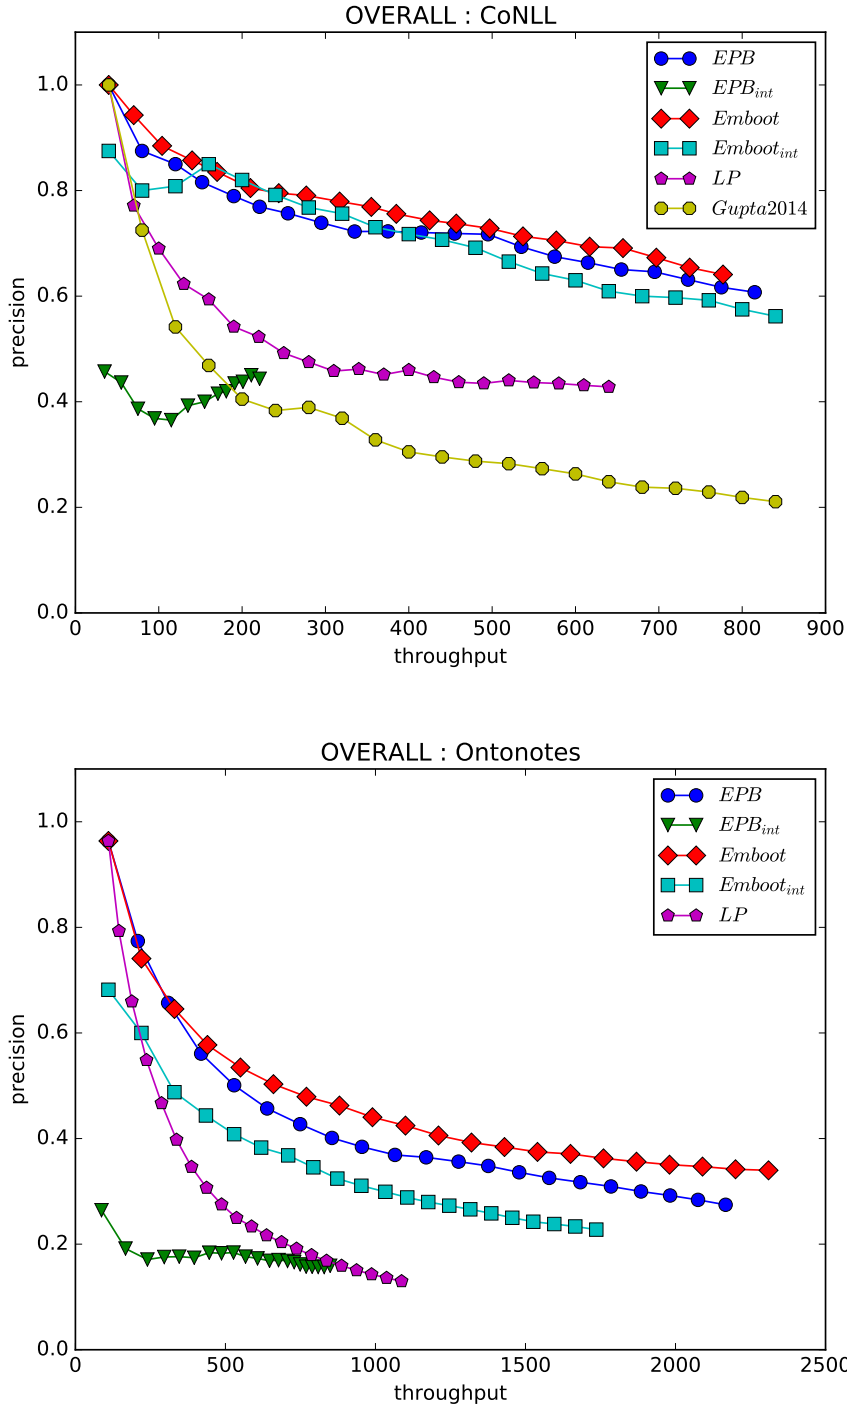 OVERALL : CoNLL
1.0
0.8
0.6
0.4
0.2
0.0
precision
EPB
EPB_int
Emboot
Emboot_int
LP
Gupta2014
0 100 200 300 400 500 600 700 800 900
throughput
OVERALL : Ontonotes
1.0
0.8
0.6
0.4
0.2
0.0
precision
EPB
EPB_int
Emboot
Emboot_int
LP
0 500 1000 1500 2000 2500
throughput